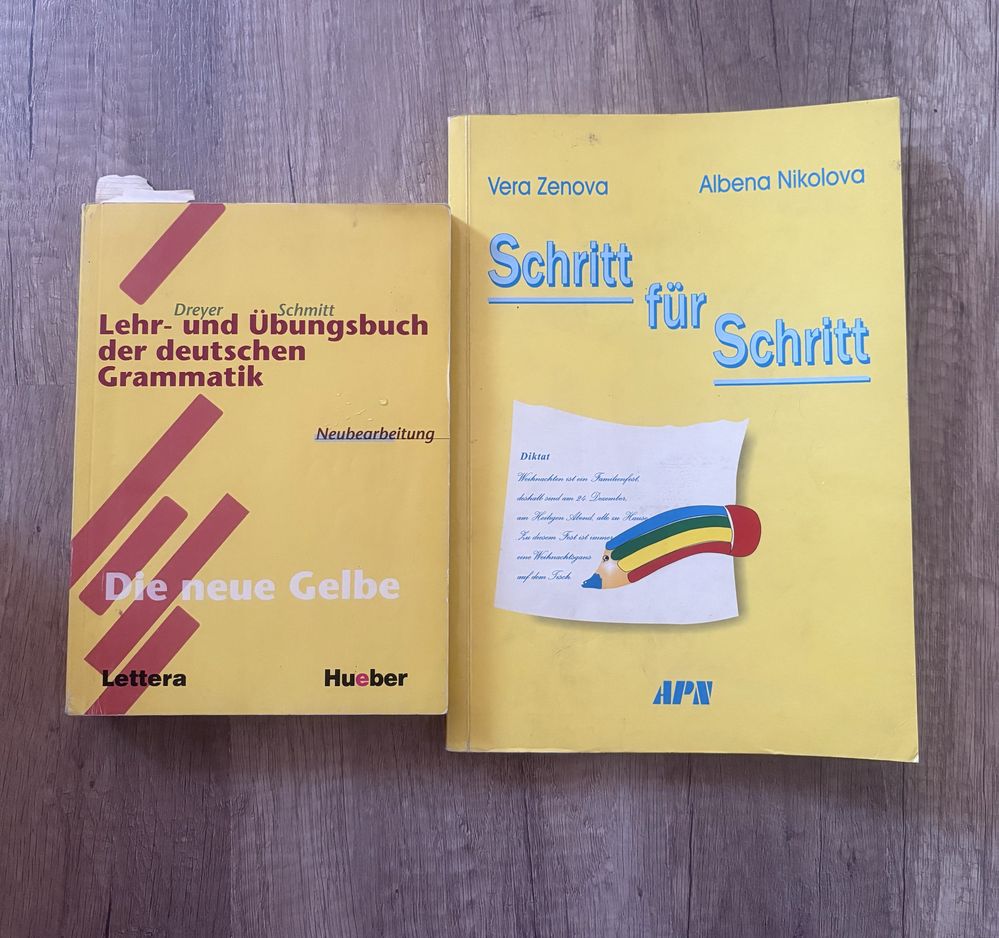 Dreyer Schmitt
Lehr- und Übungsbuch
der deutschen
Grammatik
Neubearbeitung
Die neue Gelbe
Lettera Hueber
Vera Zenova Albena Nikolova
Schritt
für
Schritt
Diktat
Weihnachten ist ein Familienfest,
deshalb sind am 24. Dezember,
am Heiligen Abend, alle zu Hause.
Zu diesem Fest ist immer
eine Weihnachtsgans
auf dem Tisch.
APN